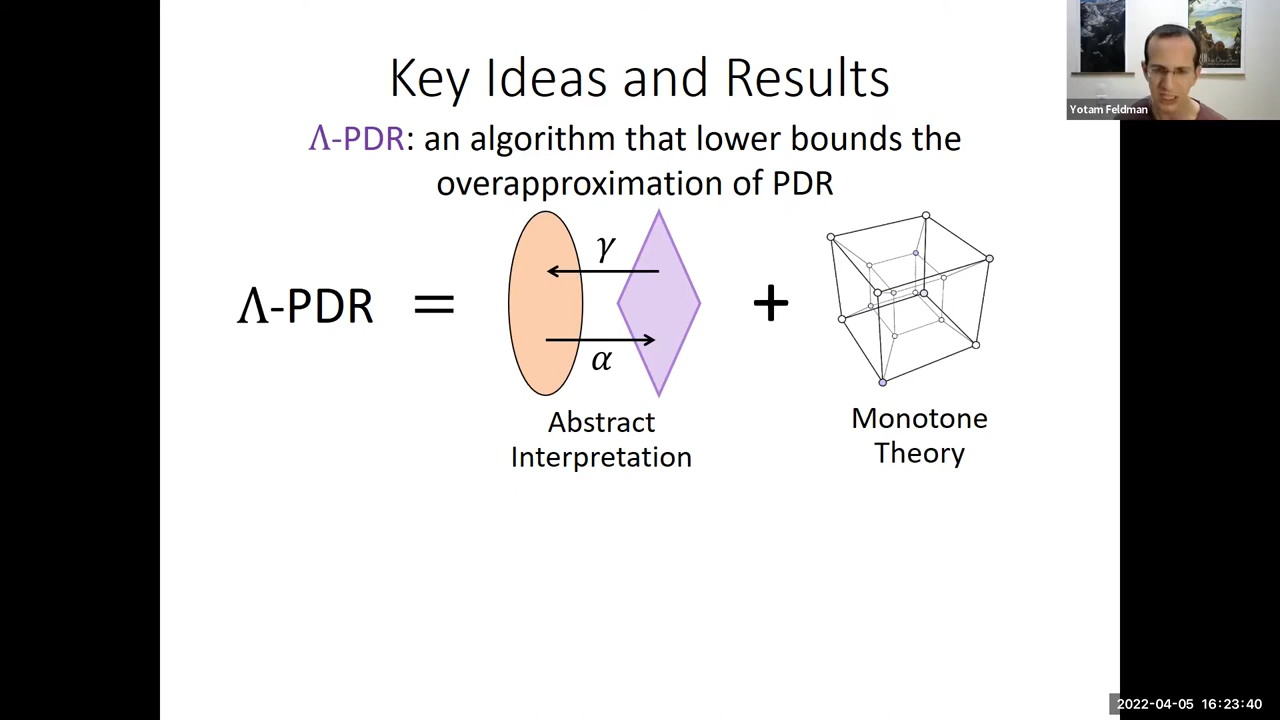 Key Ideas and Results
Λ-PDR: an algorithm that lower bounds the
overapproximation of PDR
Λ-PDR = γ α +
Abstract
Interpretation
Monotone
Theory
Yotam Feldman
2022-04-05 16:23:40